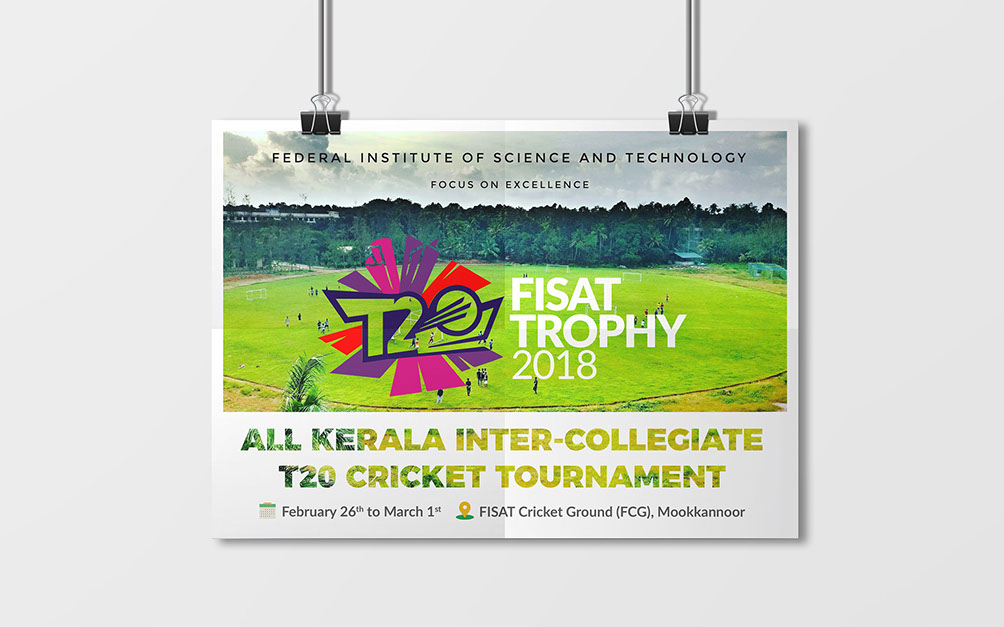 FEDERAL INSTITUTE OF SCIENCE AND TECHNOLOGY
FOCUS ON EXCELLENCE
T20
FISAT
TROPHY
2018
ALL KERALA INTER-COLLEGIATE
T20 CRICKET TOURNAMENT
February 26th to March 1st FISAT Cricket Ground (FCG), Mookkannoor